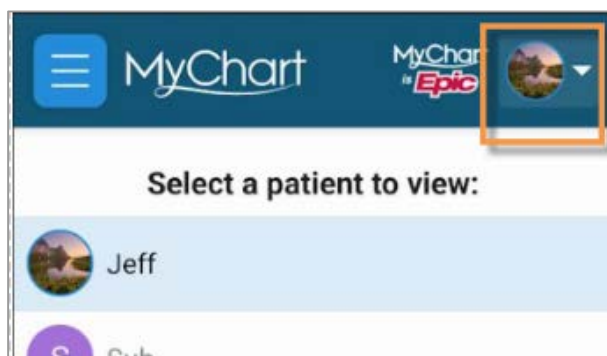 MyChart
MyChart
is Epic
Select a patient to view:
Jeff
S